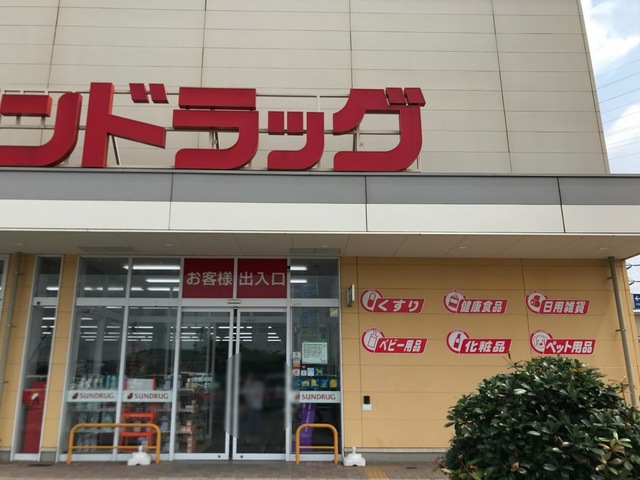 ンドラッグ
お客様 出入口
くすり
健康食品
日用雑貨
ベビー用品
化粧品
ペット用品
SUNDRUG
SUNDRUG
SUNDRUG